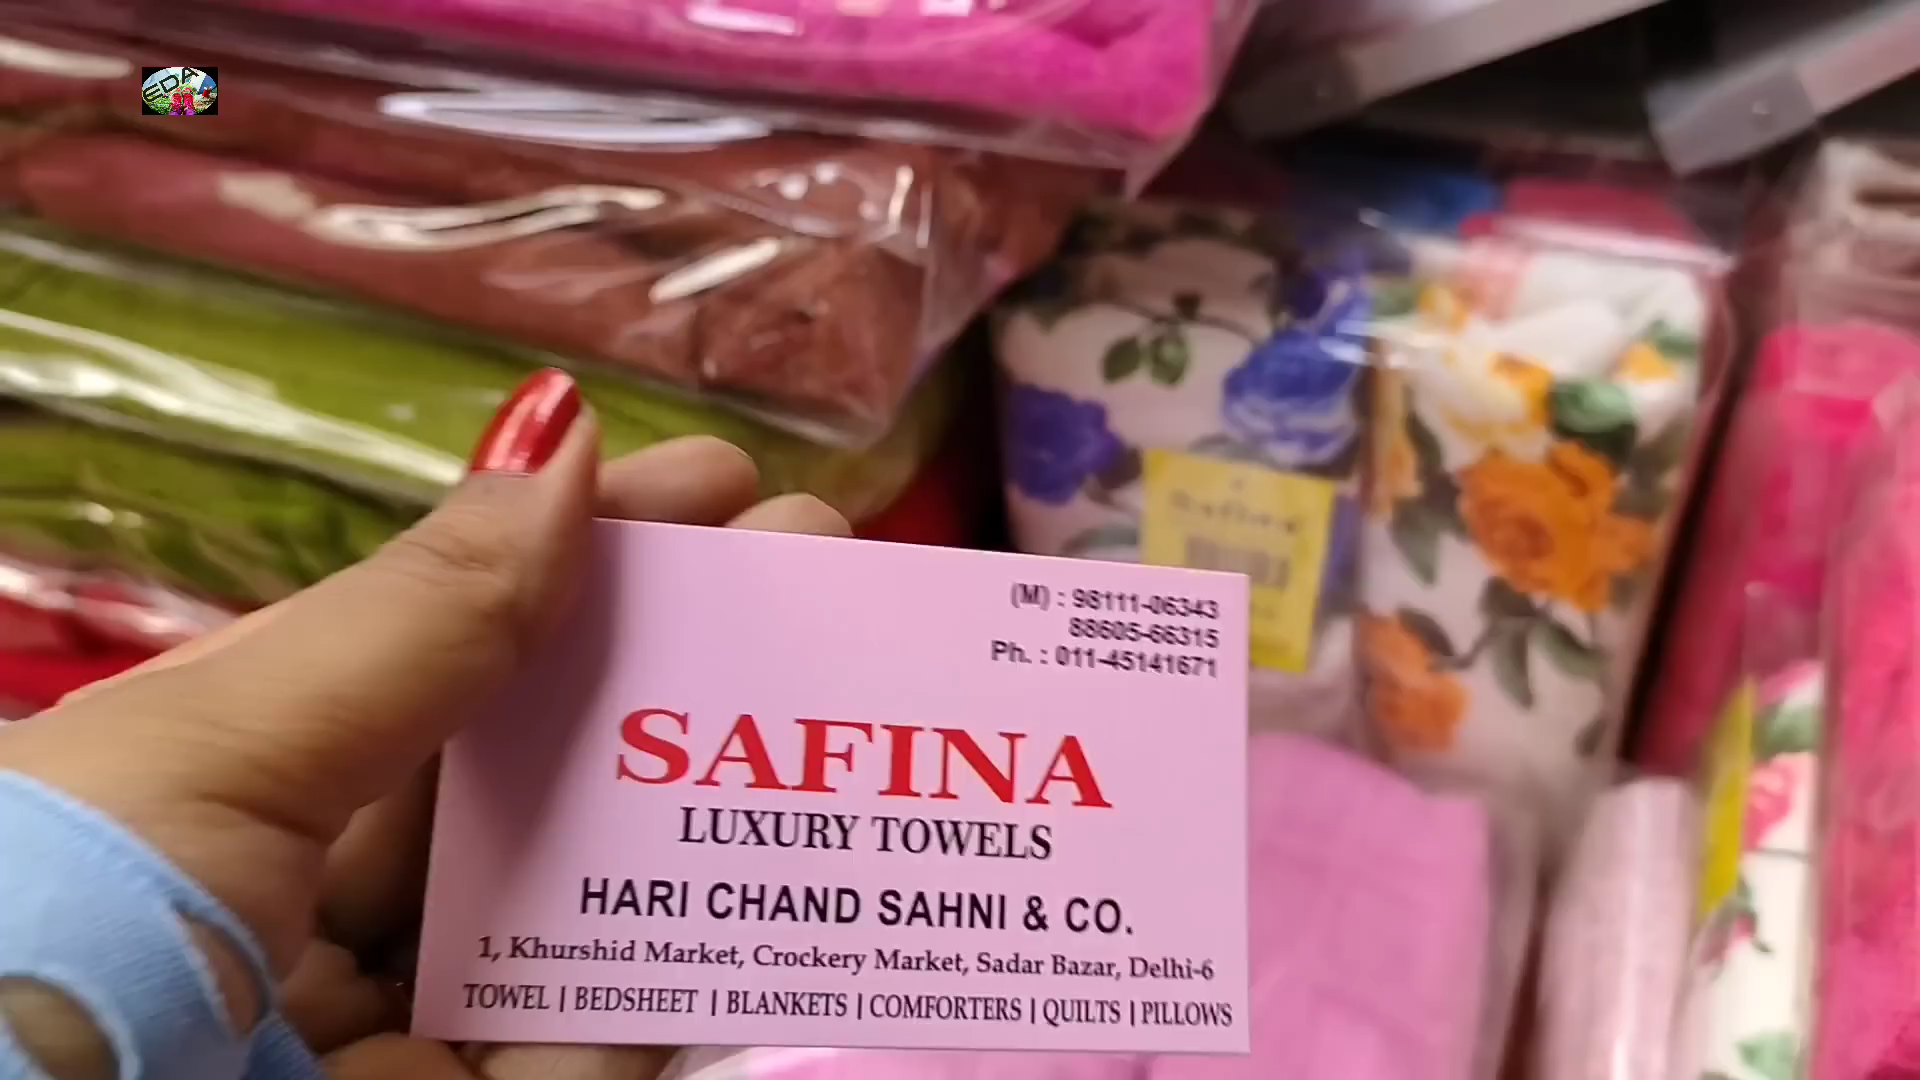 EDA
(M) : 98111-06343
88605-66315
Ph. : 011-45141671
SAFINA
LUXURY TOWELS
HARI CHAND SAHNI & CO.
1, Khurshid Market, Crockery Market, Sadar Bazar, Delhi-6
TOWEL | BEDSHEET | BLANKETS | COMFORTERS | QUILTS | PILLOWS